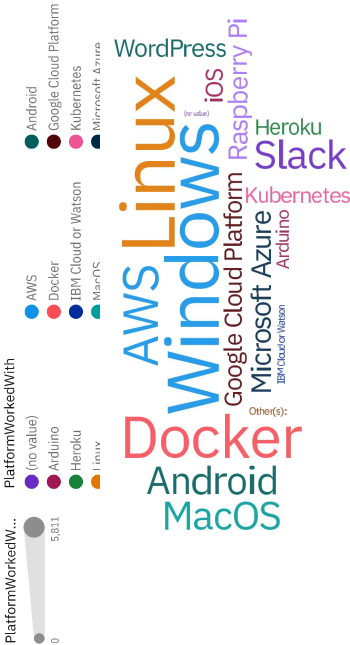 PlatformWorkedW...
0
5,811
PlatformWorkedWith
(no value)
AWS
Android
Arduino
Docker
Google Cloud Platform
Heroku
IBM Cloud or Watson
Kubernetes
Linux
MacOS
Microsoft Azure
WordPress
iOS
Raspberry Pi
Linux
(no value)
Windows
Heroku
Slack
Kubernetes
AWS
Google Cloud Platform
Microsoft Azure
Arduino
IBM Cloud or Watson
Other(s):
Docker
Android
MacOS